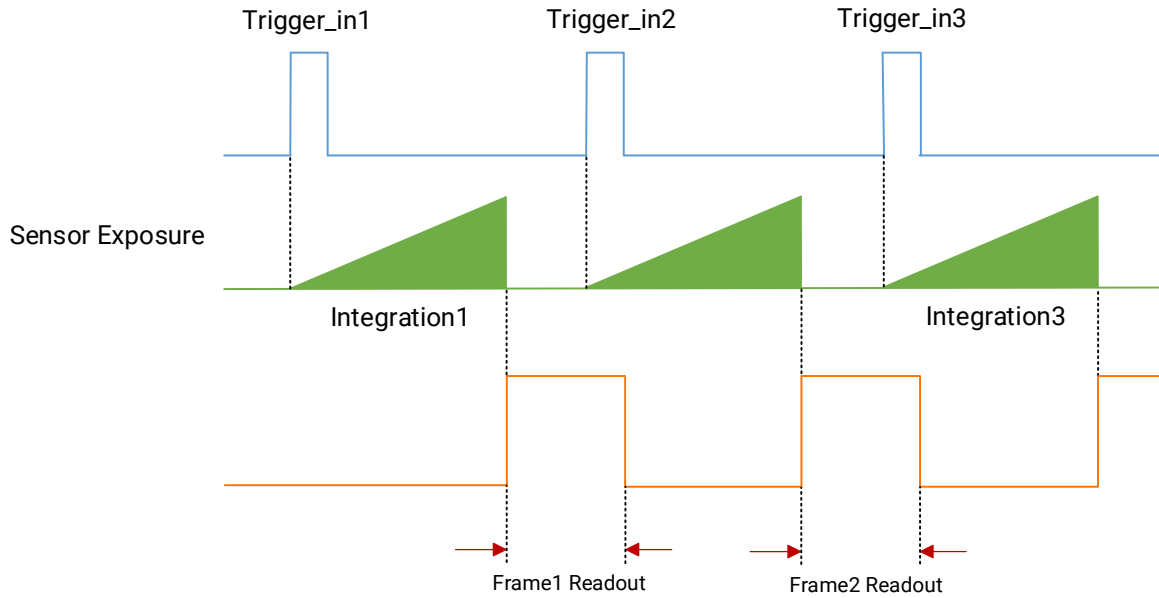 Trigger_in1
Trigger_in2
Trigger_in3
Sensor Exposure
Integration1
Integration3
Frame1 Readout
Frame2 Readout